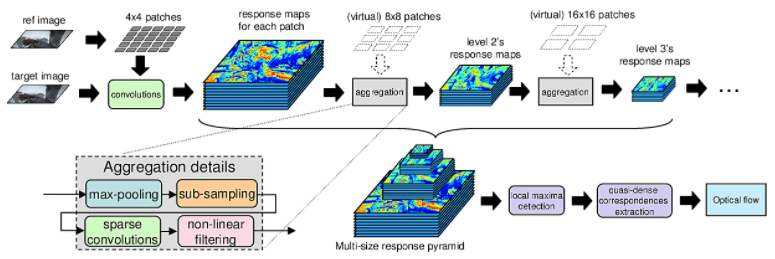 ref image
4x4 patches
response maps
for each patch
(virtual) 8x8 patches
level 2's
response maps
(virtual) 16x16 patches
level 3's
response maps
target image
convolutions
aggregation
aggregation
...
Aggregation details
max-pooling
sub-sampling
sparse
convolutions
non-linear
filtering
Multi-size response pyramid
local maxima
detection
quasi-dense
correspondences
extraction
Optical flow